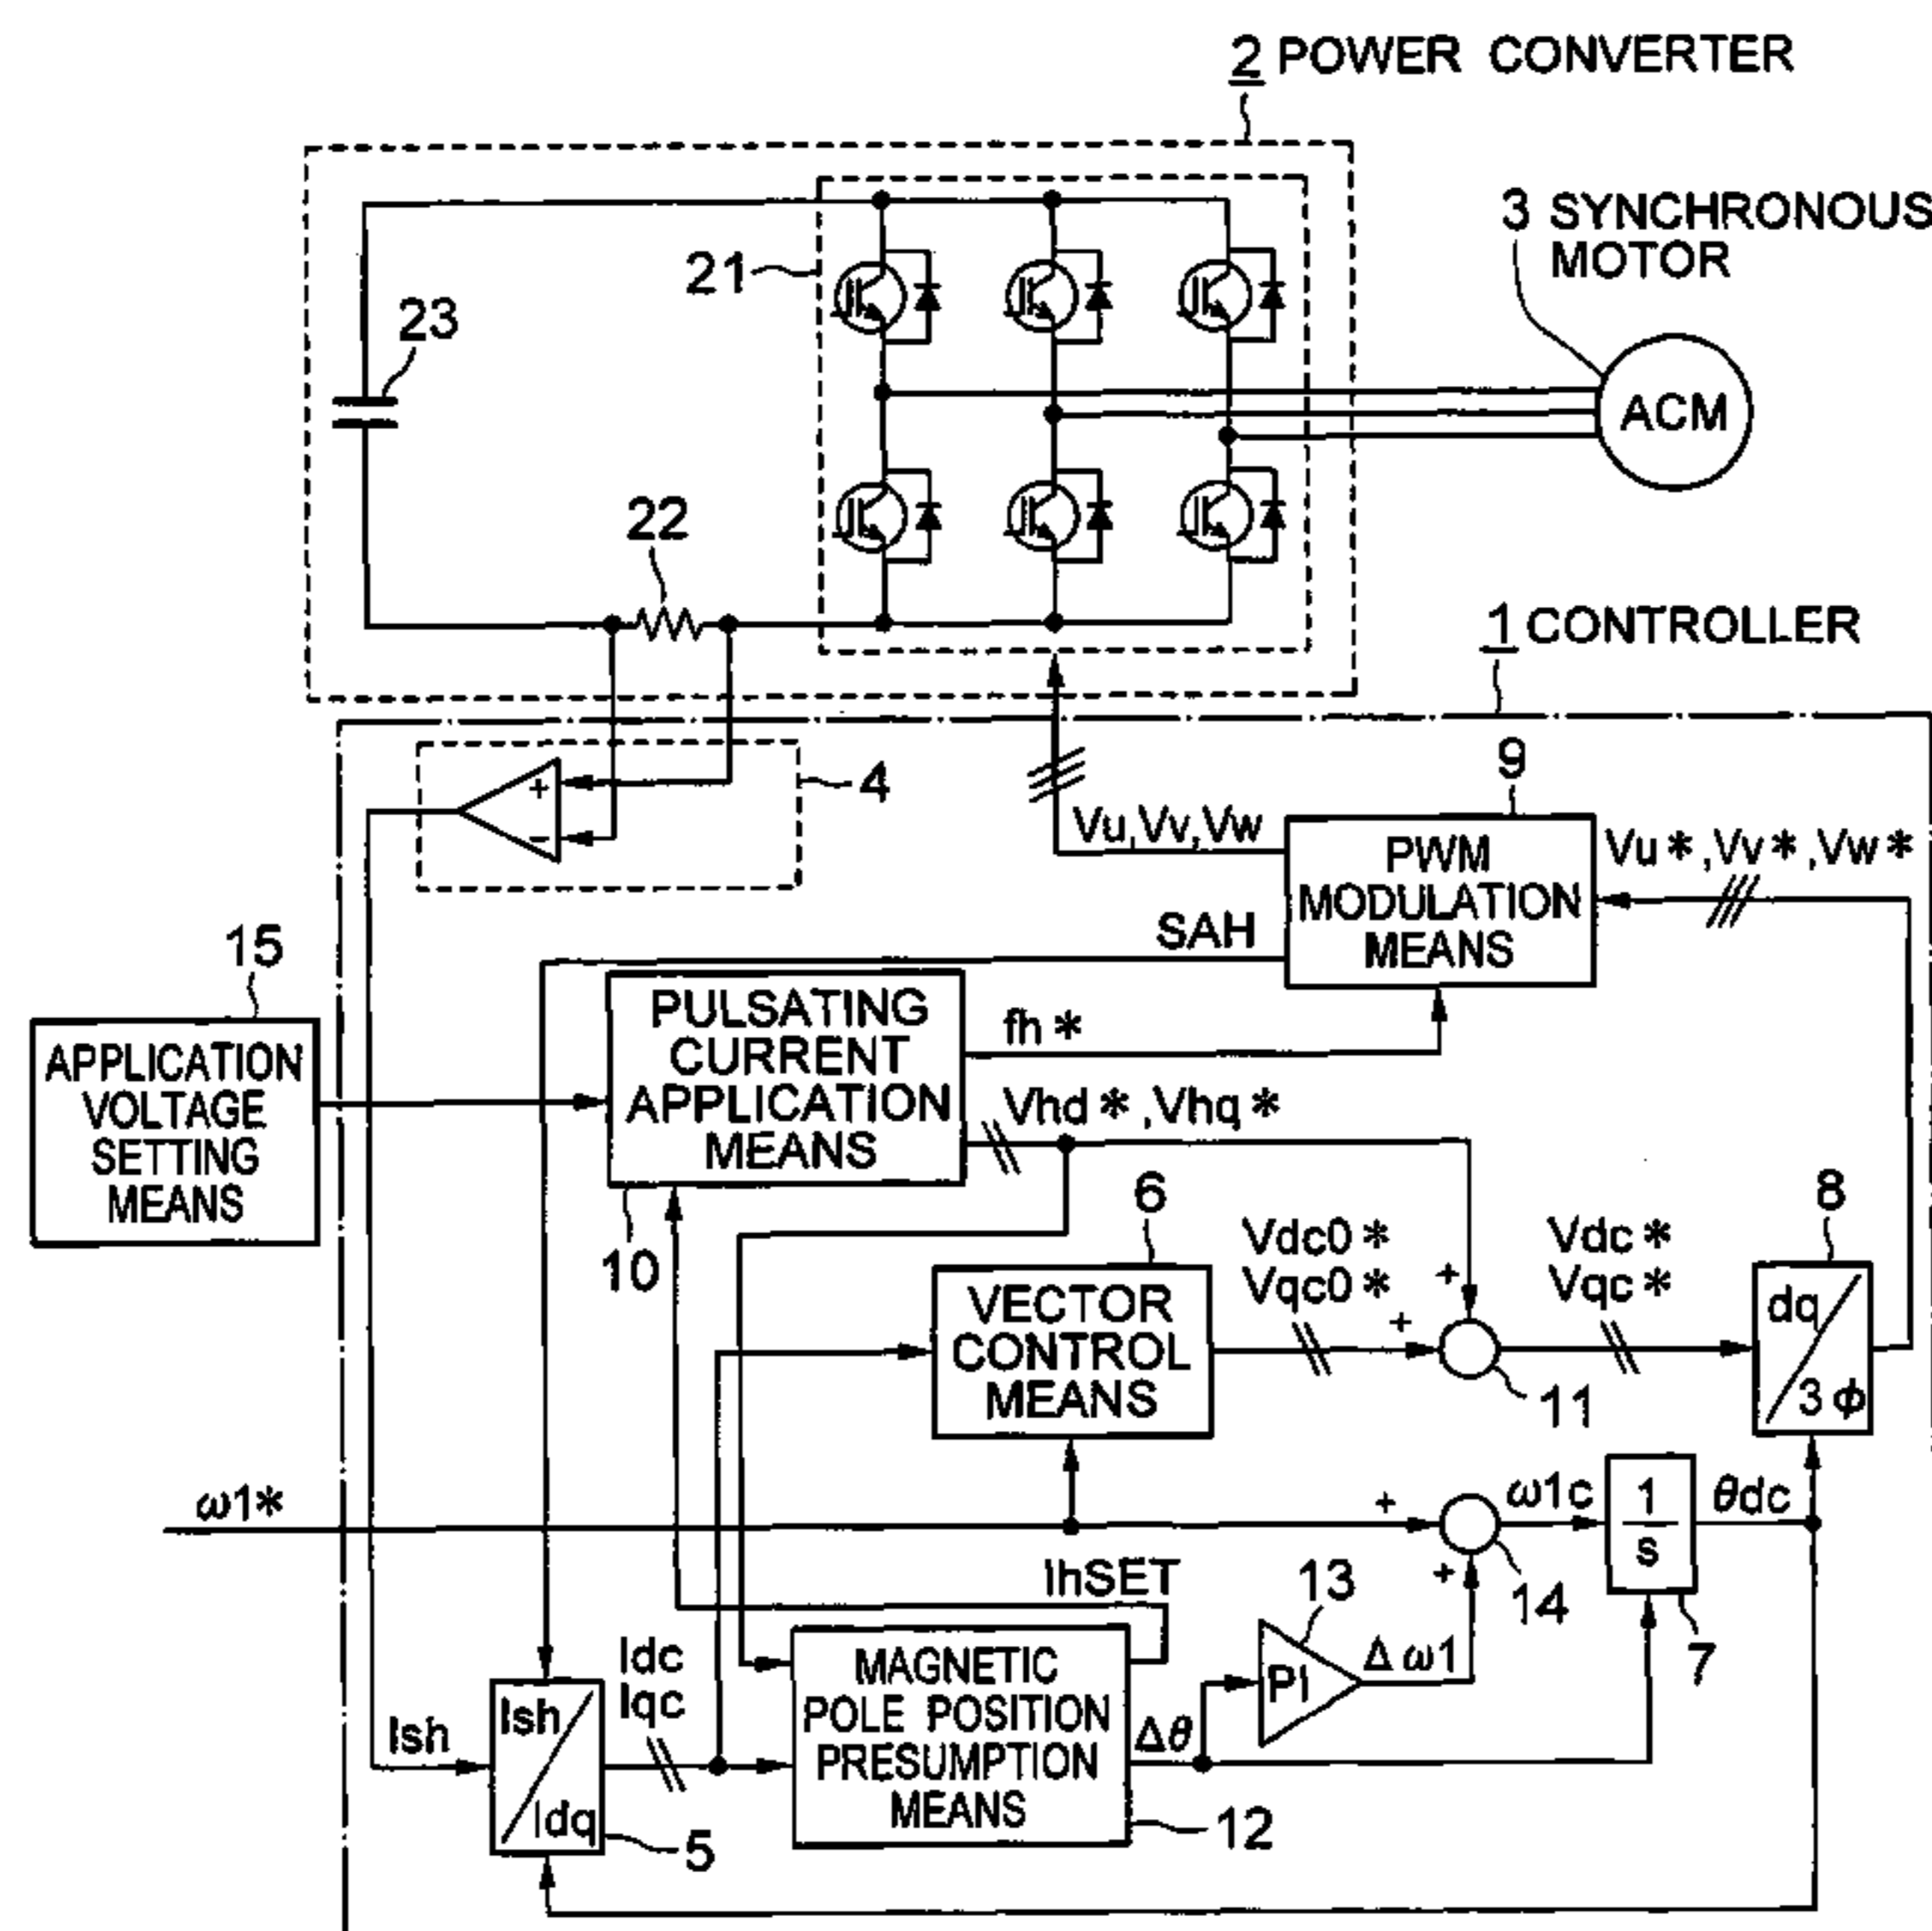 2 POWER CONVERTER
3 SYNCHRONOUS
MOTOR
21
23
ACM
22
1 CONTROLLER
4
+
−
9
Vu,Vv,Vw
PWM
MODULATION
MEANS
Vu*,Vv*,Vw*
SAH
15
APPLICATION
VOLTAGE
SETTING
MEANS
PULSATING
CURRENT
APPLICATION
MEANS
10
fh*
Vhd*,Vhq*
6
VECTOR
CONTROL
MEANS
Vdc0*
Vqc0*
+
+
11
Vdc*
Vqc*
8
dq
3ϕ
ω1*
+
+
14
ω1c
1
s
7
θdc
IhSET
13
PI
Δω1
Idc
Iqc
MAGNETIC
POLE POSITION
PRESUMPTION
MEANS
12
Δθ
Ish
Ish
Idq
5